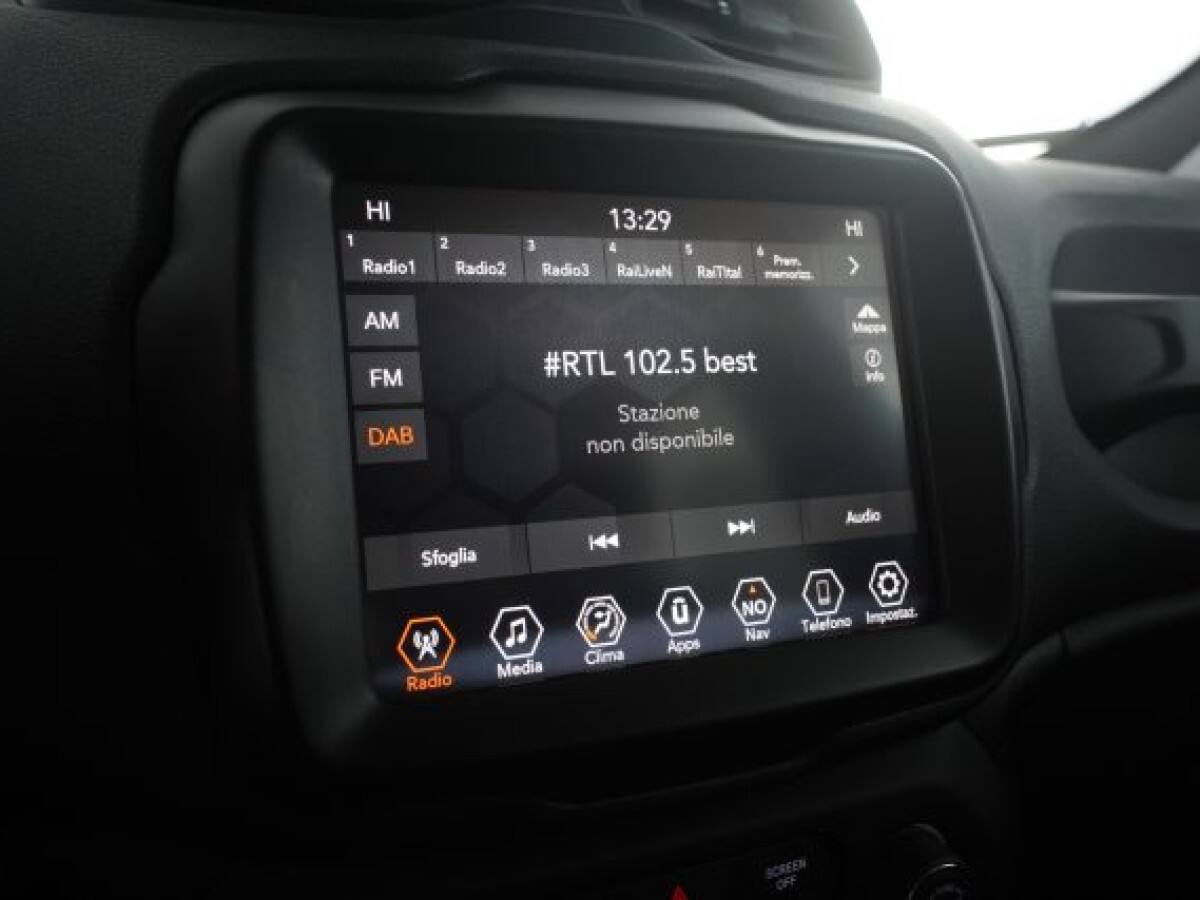 HI 13:29 HI
1 2 3 4 5 6
Radio1 Radio2 Radio3 RaiLiveN RaiTItal Prem.
memorizz.
AM
Mappa
#RTL 102.5 best
FM
Info
Stazione
DAB
non disponibile
Sfoglia Audio
NO
Radio Media Clima Apps Nav Telefono Impostaz.
SCREEN
OFF